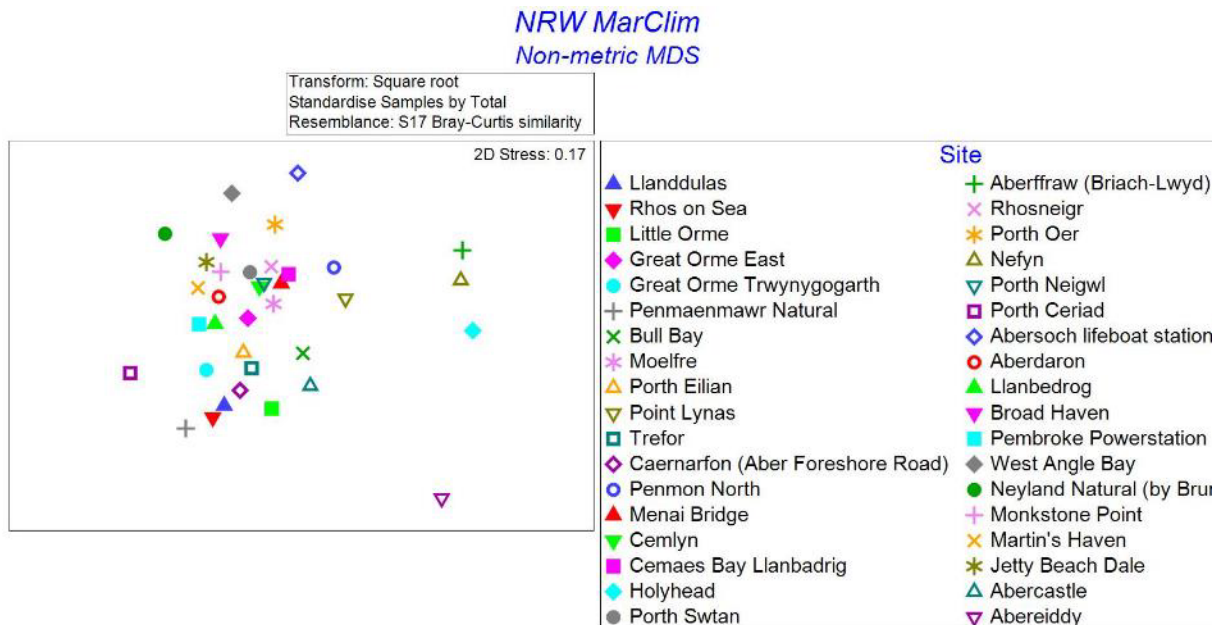 NRW MarClim
Non-metric MDS
Transform: Square root
Standardise Samples by Total
Resemblance: S17 Bray-Curtis similarity
2D Stress: 0.17
Site
Llanddulas
Rhos on Sea
Little Orme
Great Orme East
Great Orme Trwynygogarth
Penmaenmawr Natural
Bull Bay
Moelfre
Porth Eilian
Point Lynas
Trefor
Caernarfon (Aber Foreshore Road)
Penmon North
Menai Bridge
Cemlyn
Cemaes Bay Llanbadrig
Holyhead
Porth Swtan
Aberffraw (Briach-Lwyd)
Rhosneigr
Porth Oer
Nefyn
Porth Neigwl
Porth Ceriad
Abersoch lifeboat station
Aberdaron
Llanbedrog
Broad Haven
Pembroke Powerstation
West Angle Bay
Neyland Natural (by Brun
Monkstone Point
Martin's Haven
Jetty Beach Dale
Abercastle
Abereiddy